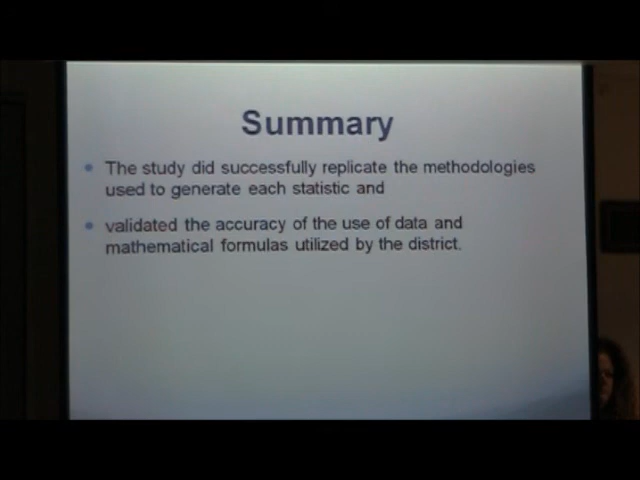 Summary
The study did successfully replicate the methodologies
used to generate each statistic and
validated the accuracy of the use of data and
mathematical formulas utilized by the district.